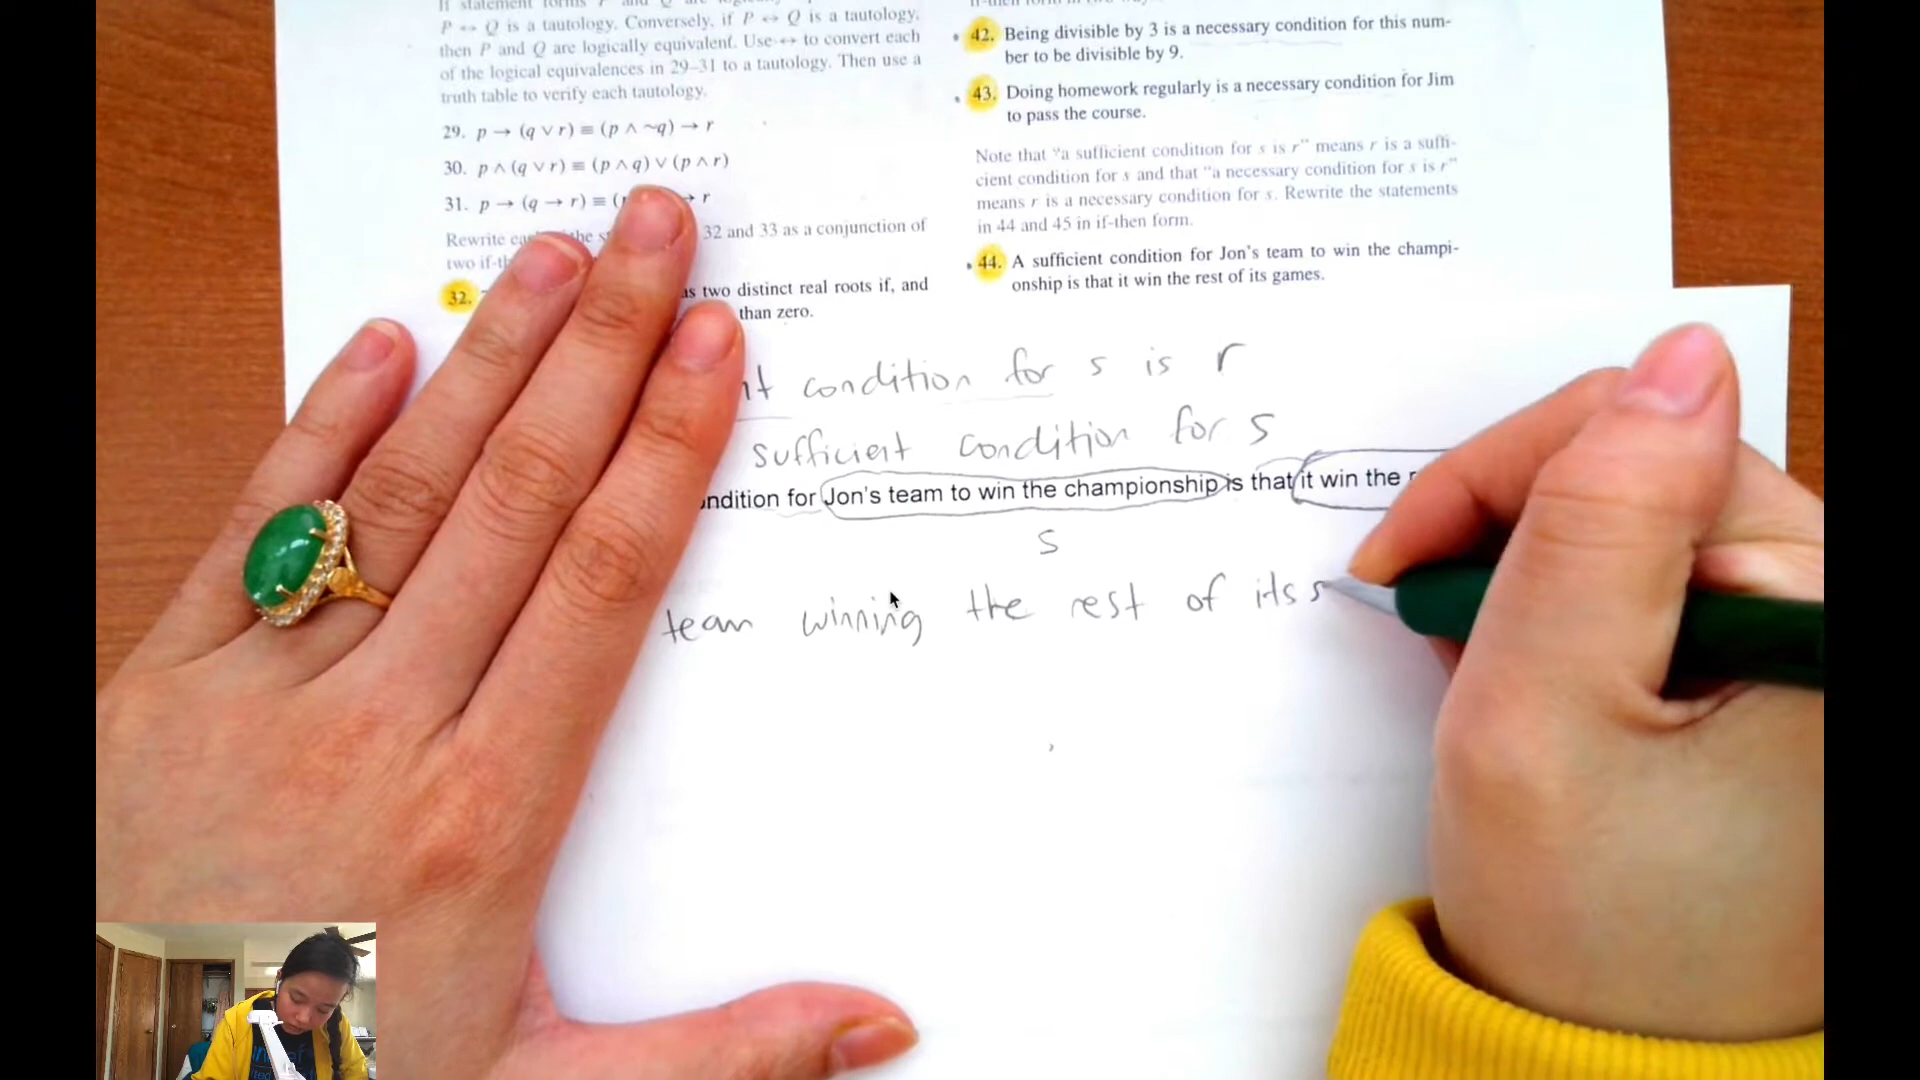 P ↔ Q is a tautology. Conversely, if P ↔ Q is a tautology,
then P and Q are logically equivalent. Use ↔ to convert each
of the logical equivalences in 29–31 to a tautology. Then use a
truth table to verify each tautology.
29. p → (q ∨ r) ≡ (p ∧ ~q) → r
30. p ∧ (q ∨ r) ≡ (p ∧ q) ∨ (p ∧ r)
31. p → (q → r) ≡ ( → r
Rewrite the 32 and 33 as a conjunction of
two
32. two distinct real roots if, and
than zero.
42. Being divisible by 3 is a necessary condition for this num-
ber to be divisible by 9.
43. Doing homework regularly is a necessary condition for Jim
to pass the course.
Note that “a sufficient condition for s is r” means r is a suffi-
cient condition for s and that “a necessary condition for s is r”
means r is a necessary condition for s. Rewrite the statements
in 44 and 45 in if-then form.
44. A sufficient condition for Jon's team to win the champi-
onship is that it win the rest of its games.
condition for s is r
sufficient condition for s
ndition for Jon's team to win the championship is that it win the
s
team winning the rest of its